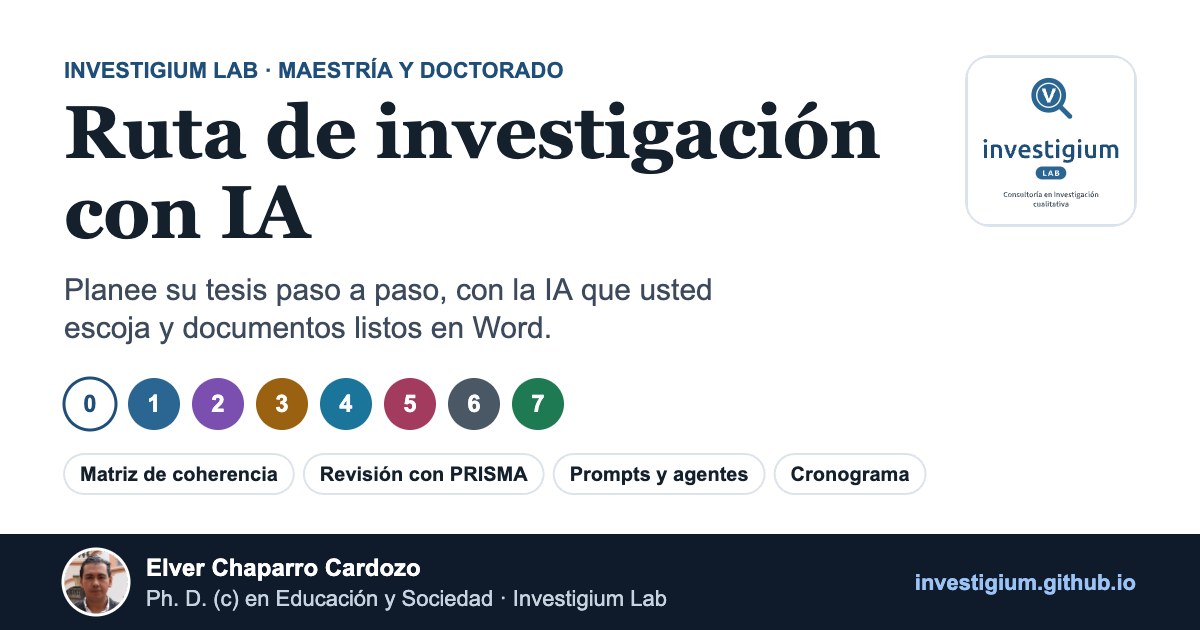 INVESTIGIUM LAB · MAESTRÍA Y DOCTORADO
Ruta de investigación
con IA
Planee su tesis paso a paso, con la IA que usted
escoja y documentos listos en Word.
0 1 2 3 4 5 6 7
Matriz de coherencia Revisión con PRISMA Prompts y agentes Cronograma
V
investigium
LAB
Consultoría en Investigación
cualitativa
Elver Chaparro Cardozo
Ph. D. (c) en Educación y Sociedad · Investigium Lab
investigium.github.io